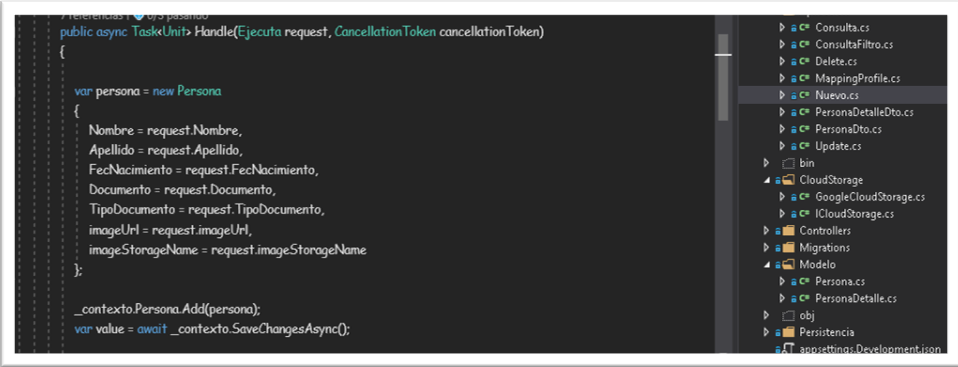 7 referencias | 0/3 pasando
public async Task<Unit> Handle(Ejecuta request, CancellationToken cancellationToken)
{
var persona = new Persona
{
Nombre = request.Nombre,
Apellido = request.Apellido,
FecNacimiento = request.FecNacimiento,
Documento = request.Documento,
TipoDocumento = request.TipoDocumento,
imageUrl = request.imageUrl,
imageStorageName = request.imageStorageName
};
_contexto.Persona.Add(persona);
var value = await _contexto.SaveChangesAsync();
C# Consulta.cs
C# ConsultaFiltro.cs
C# Delete.cs
C# MappingProfile.cs
C# Nuevo.cs
C# PersonaDetalleDto.cs
C# PersonaDto.cs
C# Update.cs
bin
CloudStorage
C# GoogleCloudStorage.cs
C# ICloudStorage.cs
Controllers
Migrations
Modelo
C# Persona.cs
C# PersonaDetalle.cs
obj
Persistencia
appsettings.Development.json